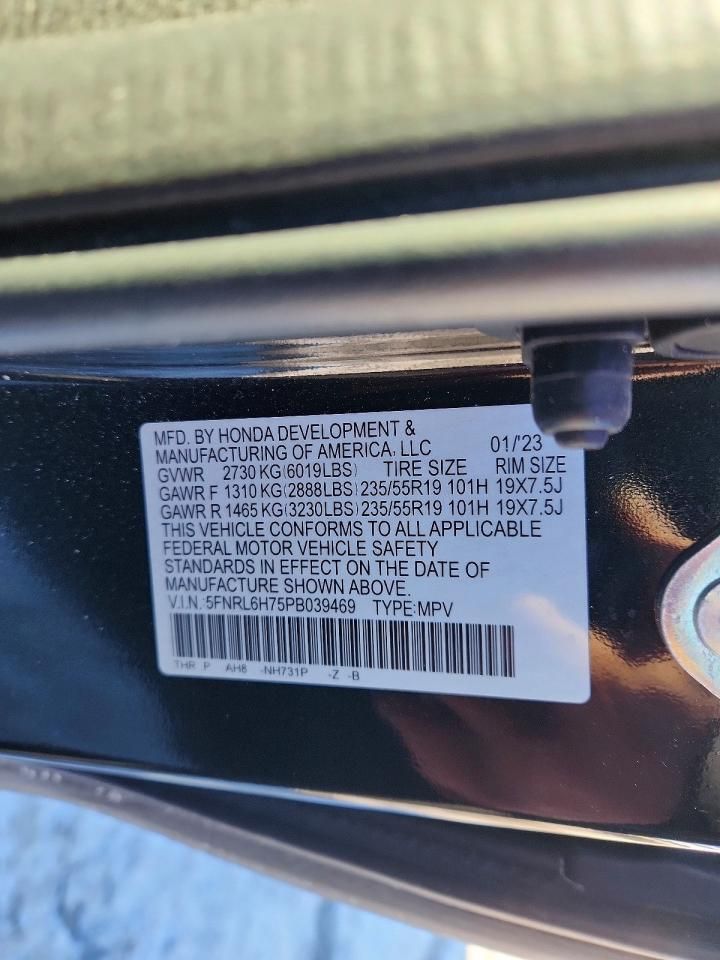 MFD. BY HONDA DEVELOPMENT &
MANUFACTURING OF AMERICA, LLC 01/'23
GVWR 2730 KG(6019LBS) TIRE SIZE RIM SIZE
GAWR F 1310 KG(2888LBS) 235/55R19 101H 19X7.5J
GAWR R 1465 KG(3230LBS) 235/55R19 101H 19X7.5J
THIS VEHICLE CONFORMS TO ALL APPLICABLE
FEDERAL MOTOR VEHICLE SAFETY
STANDARDS IN EFFECT ON THE DATE OF
MANUFACTURE SHOWN ABOVE.
V.I.N.:5FNRL6H75PB039469 TYPE:MPV
THR P AH8 -NH731P -Z -B